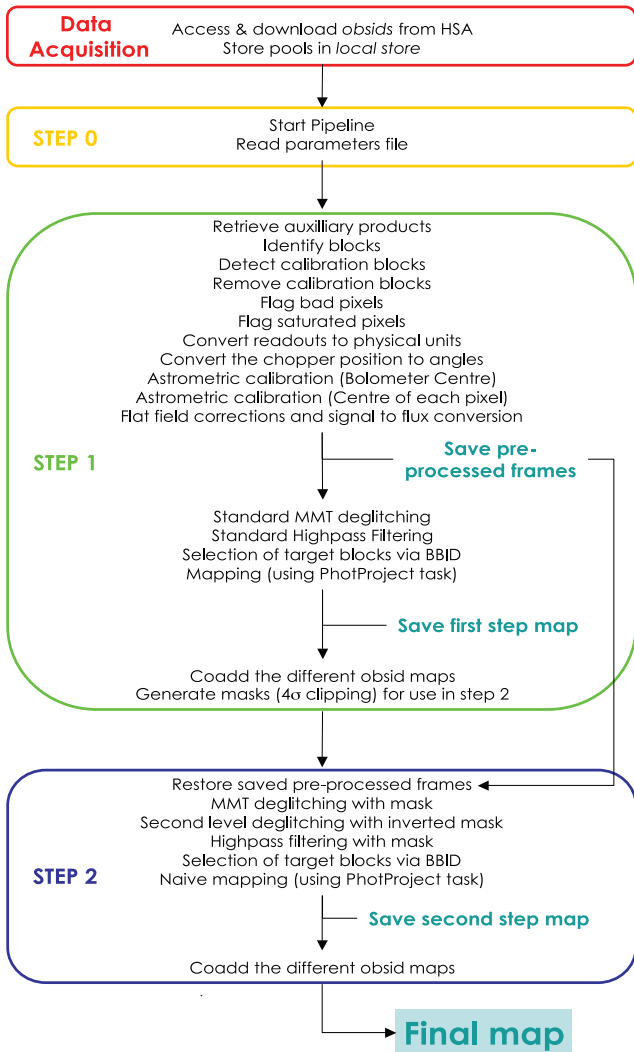 Data
Acquisition
Access & download obsids from HSA
Store pools in local store
STEP 0
Start Pipeline
Read parameters file
Retrieve auxilliary products
Identify blocks
Detect calibration blocks
Remove calibration blocks
Flag bad pixels
Flag saturated pixels
Convert readouts to physical units
Convert the chopper position to angles
Astrometric calibration (Bolometer Centre)
Astrometric calibration (Centre of each pixel)
Flat field corrections and signal to flux conversion
STEP 1
Save pre-
processed frames
Standard MMT deglitching
Standard Highpass Filtering
Selection of target blocks via BBID
Mapping (using PhotProject task)
Save first step map
Coadd the different obsid maps
Generate masks (4σ clipping) for use in step 2
Restore saved pre-processed frames
MMT deglitching with mask
Second level deglitching with inverted mask
Highpass filtering with mask
Selection of target blocks via BBID
Naive mapping (using PhotProject task)
STEP 2
Save second step map
Coadd the different obsid maps
Final map